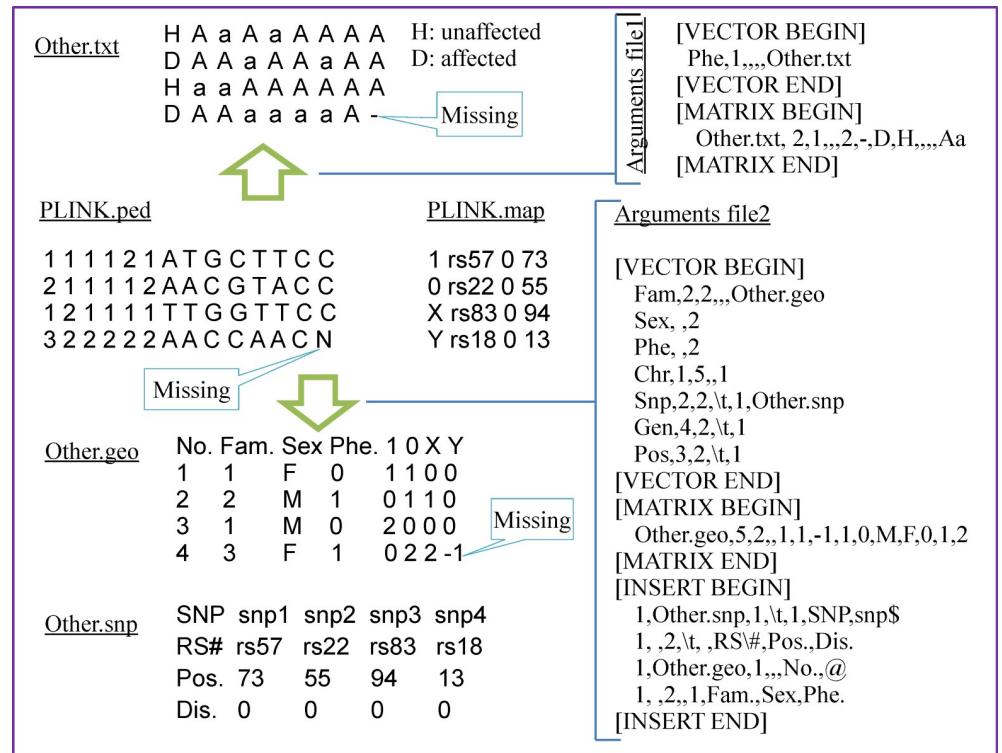 Other.txt
H A a A a A A A A
D A A a A A A a A A
H a a A A A A A A
D A A a a a a A -
H: unaffected
D: affected
Missing
Arguments file1
[VECTOR BEGIN]
Phe,1,,,,Other.txt
[VECTOR END]
[MATRIX BEGIN]
Other.txt, 2,1,,,2,-,D,H,,,,Aa
[MATRIX END]
PLINK.ped
1 1 1 1 2 1 A T G C T T C C
2 1 1 1 1 2 A A C G T A C C
1 2 1 1 1 1 T T G G T T C C
3 2 2 2 2 2 A A C C A A C N
Missing
PLINK.map
1 rs57 0 73
0 rs22 0 55
X rs83 0 94
Y rs18 0 13
Other.geo
No. Fam. Sex Phe. 1 0 X Y
1 1 F 0 1 1 0 0
2 2 M 1 0 1 1 0
3 1 M 0 2 0 0 0
4 3 F 1 0 2 2 -1
Missing
Other.snp
SNP snp1 snp2 snp3 snp4
RS# rs57 rs22 rs83 rs18
Pos. 73 55 94 13
Dis. 0 0 0 0
Arguments file2
[VECTOR BEGIN]
Fam,2,2,,,Other.geo
Sex, ,2
Phe, ,2
Chr,1,5,,1
Snp,2,2,\t,1,Other.snp
Gen,4,2,\t,1
Pos,3,2,\t,1
[VECTOR END]
[MATRIX BEGIN]
Other.geo,5,2,,1,1,-1,1,0,M,F,0,1,2
[MATRIX END]
[INSERT BEGIN]
1,Other.snp,1,\t,1,SNP,snp$
1, ,2,\t, ,RS\#,Pos.,Dis.
1,Other.geo,1,,,No.,@
1, ,2,,1,Fam.,Sex,Phe.
[INSERT END]